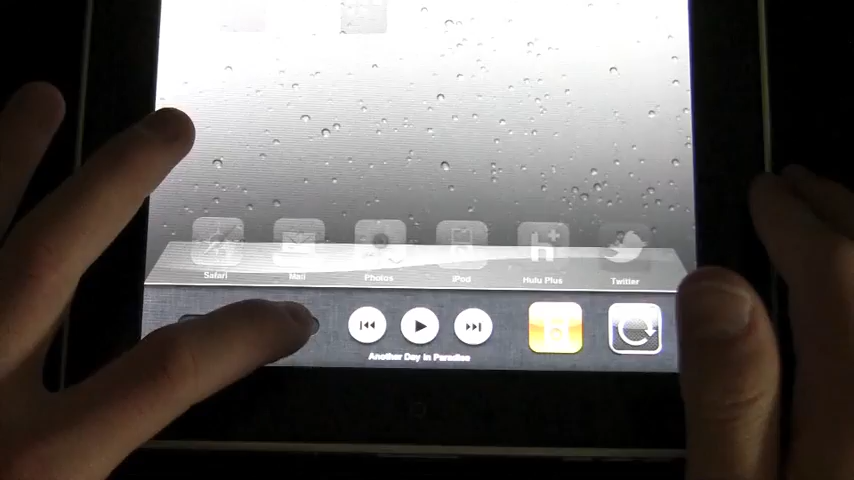 Safari
Mail
Photos
iPod
Hulu Plus
Twitter
Another Day in Paradise